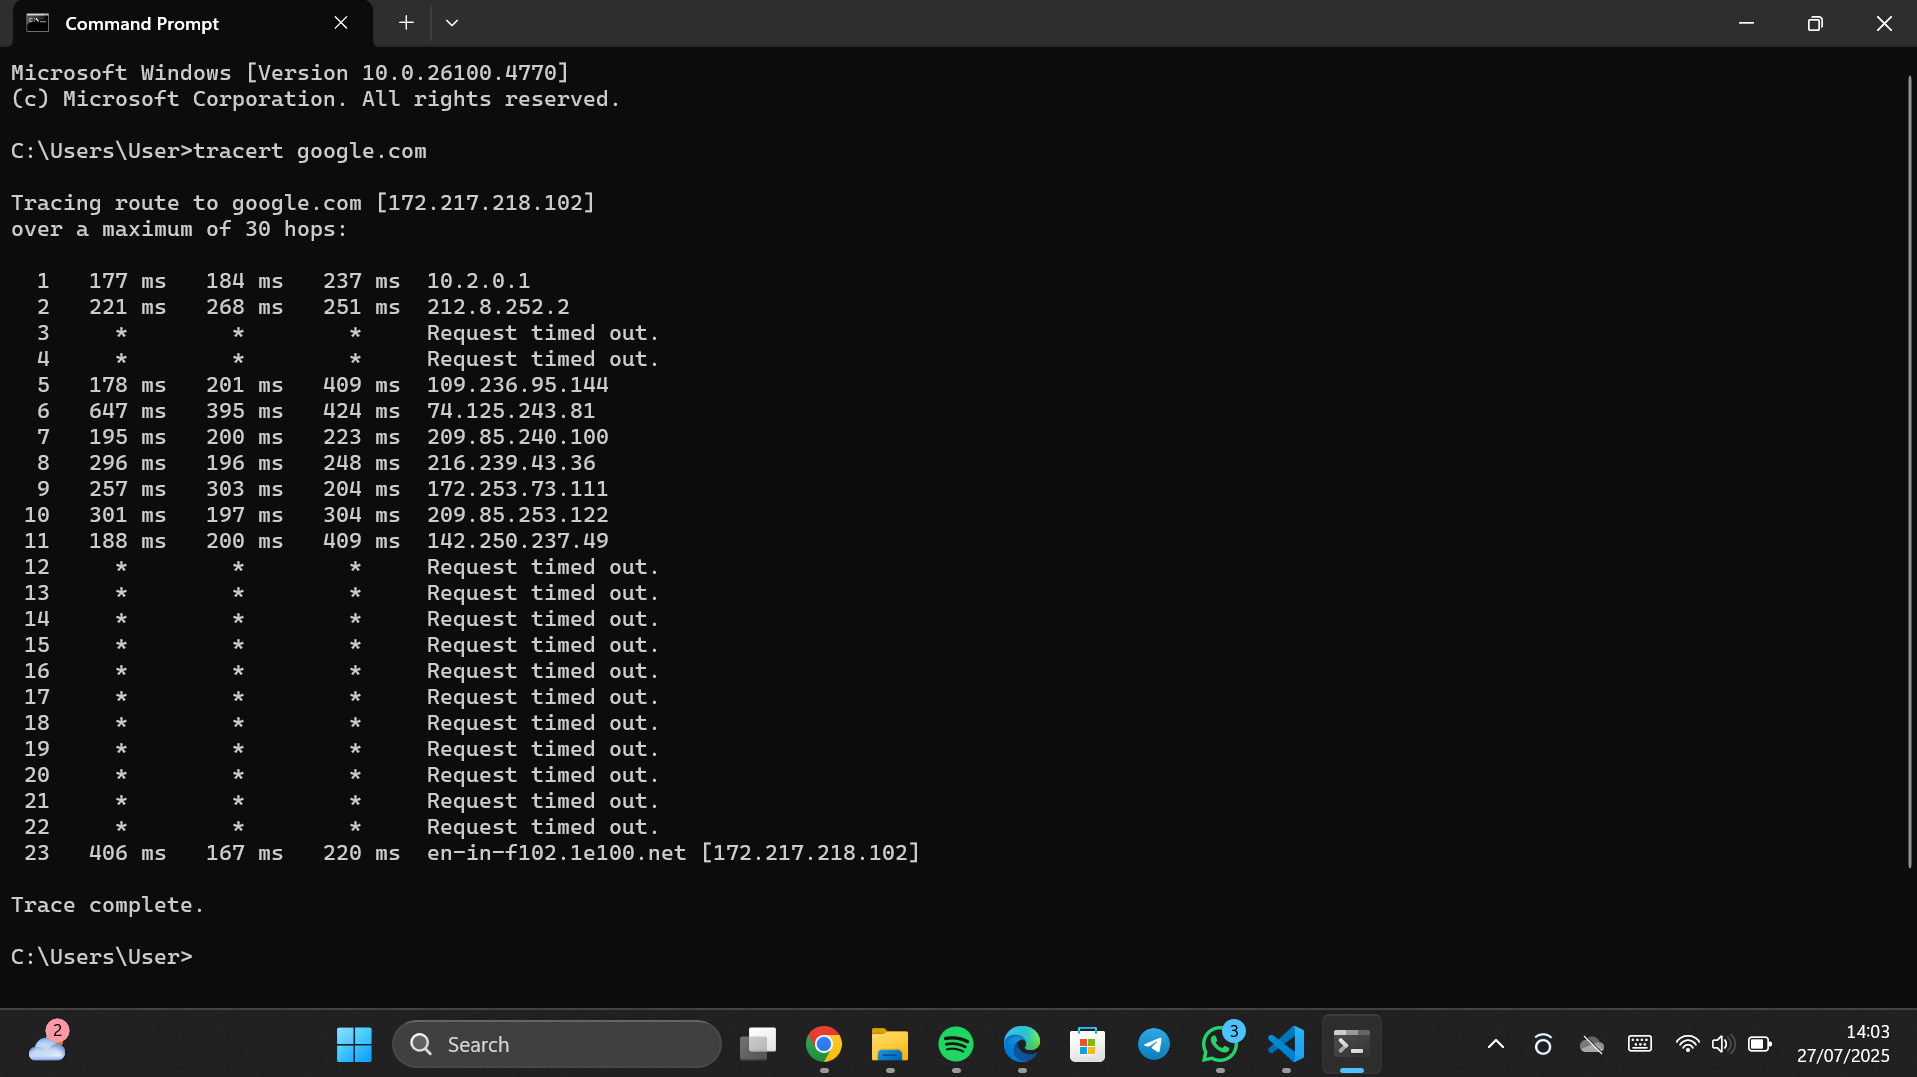 Command Prompt
Microsoft Windows [Version 10.0.26100.4770]
(c) Microsoft Corporation. All rights reserved.
C:\Users\User>tracert google.com
Tracing route to google.com [172.217.218.102]
over a maximum of 30 hops:
1 177 ms 184 ms 237 ms 10.2.0.1
2 221 ms 268 ms 251 ms 212.8.252.2
3 * * * Request timed out.
4 * * * Request timed out.
5 178 ms 201 ms 409 ms 109.236.95.144
6 647 ms 395 ms 424 ms 74.125.243.81
7 195 ms 200 ms 223 ms 209.85.240.100
8 296 ms 196 ms 248 ms 216.239.43.36
9 257 ms 303 ms 204 ms 172.253.73.111
10 301 ms 197 ms 304 ms 209.85.253.122
11 188 ms 200 ms 409 ms 142.250.237.49
12 * * * Request timed out.
13 * * * Request timed out.
14 * * * Request timed out.
15 * * * Request timed out.
16 * * * Request timed out.
17 * * * Request timed out.
18 * * * Request timed out.
19 * * * Request timed out.
20 * * * Request timed out.
21 * * * Request timed out.
22 * * * Request timed out.
23 406 ms 167 ms 220 ms en-in-f102.1e100.net [172.217.218.102]
Trace complete.
C:\Users\User>
2
Search
3
14:03
27/07/2025